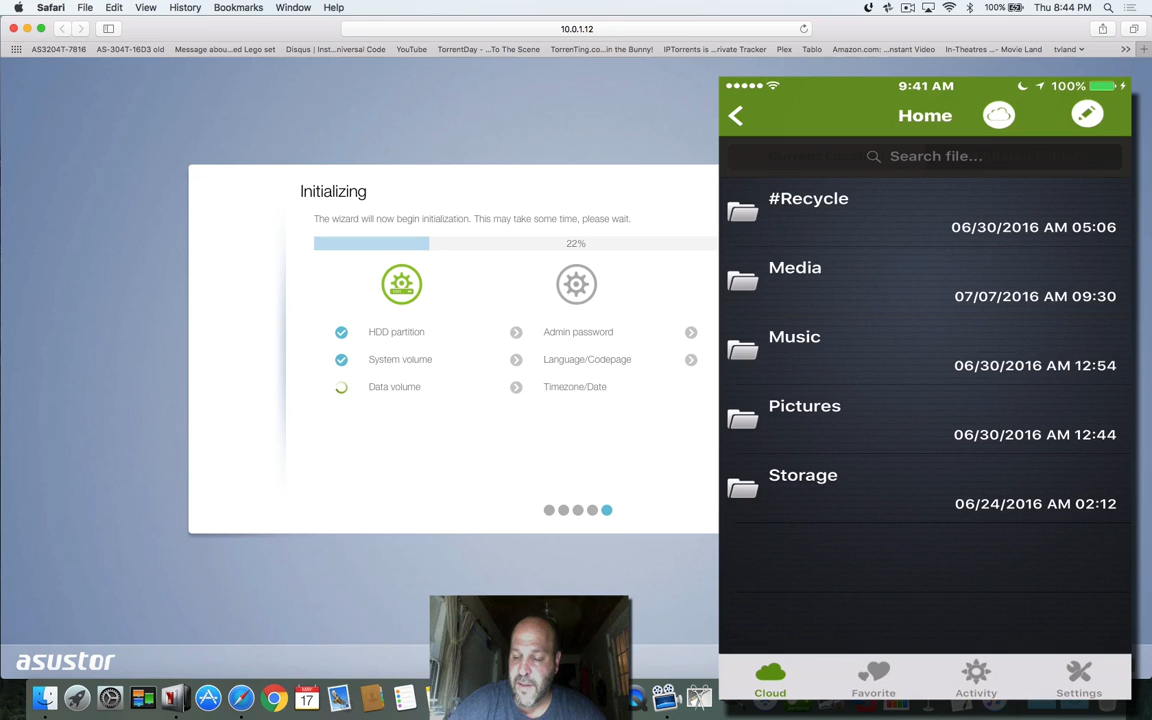 Safari File Edit View History Bookmarks Window Help 100% Thu 8:44 PM
10.0.1.12
AS3204T-7816 AS-304T-16D3 old Message abou...ed Lego set Disqus | Inst...niversal Code YouTube TorrentDay - ...To The Scene TorrenTing.co...in the Buny! IPTorrents is ...rivate Tracker Plex Tablo Amazon.com: ...nstant Video In-Theatres ... - Movie Land tvland
9:41 AM 100%
Home
Search file...
#Recycle
06/30/2016 AM 05:06
Media
07/07/2016 AM 09:30
Music
06/30/2016 AM 12:54
Pictures
06/30/2016 AM 12:44
Storage
06/24/2016 AM 02:12
Cloud Favorite Activity Settings
Initializing
The wizard will now begin initialization. This may take some time, please wait.
22%
HDD partition Admin password
System volume Language/Codepage
Data volume Timezone/Date
asustor
MAY
17